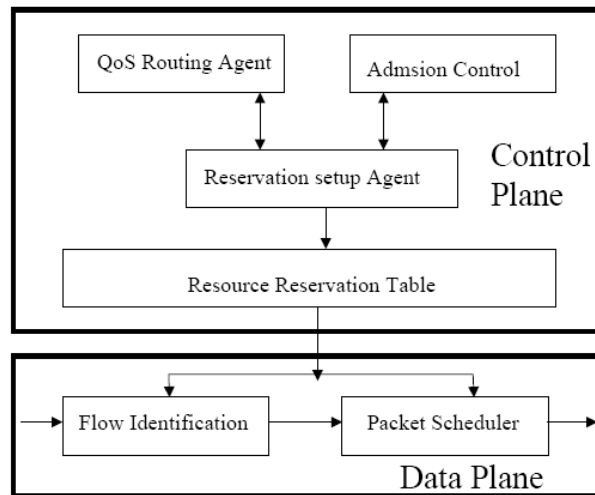 QoS Routing Agent
Admsion Control
Reservation setup Agent
Control
Plane
Resource Reservation Table
Flow Identification
Packet Scheduler
Data Plane